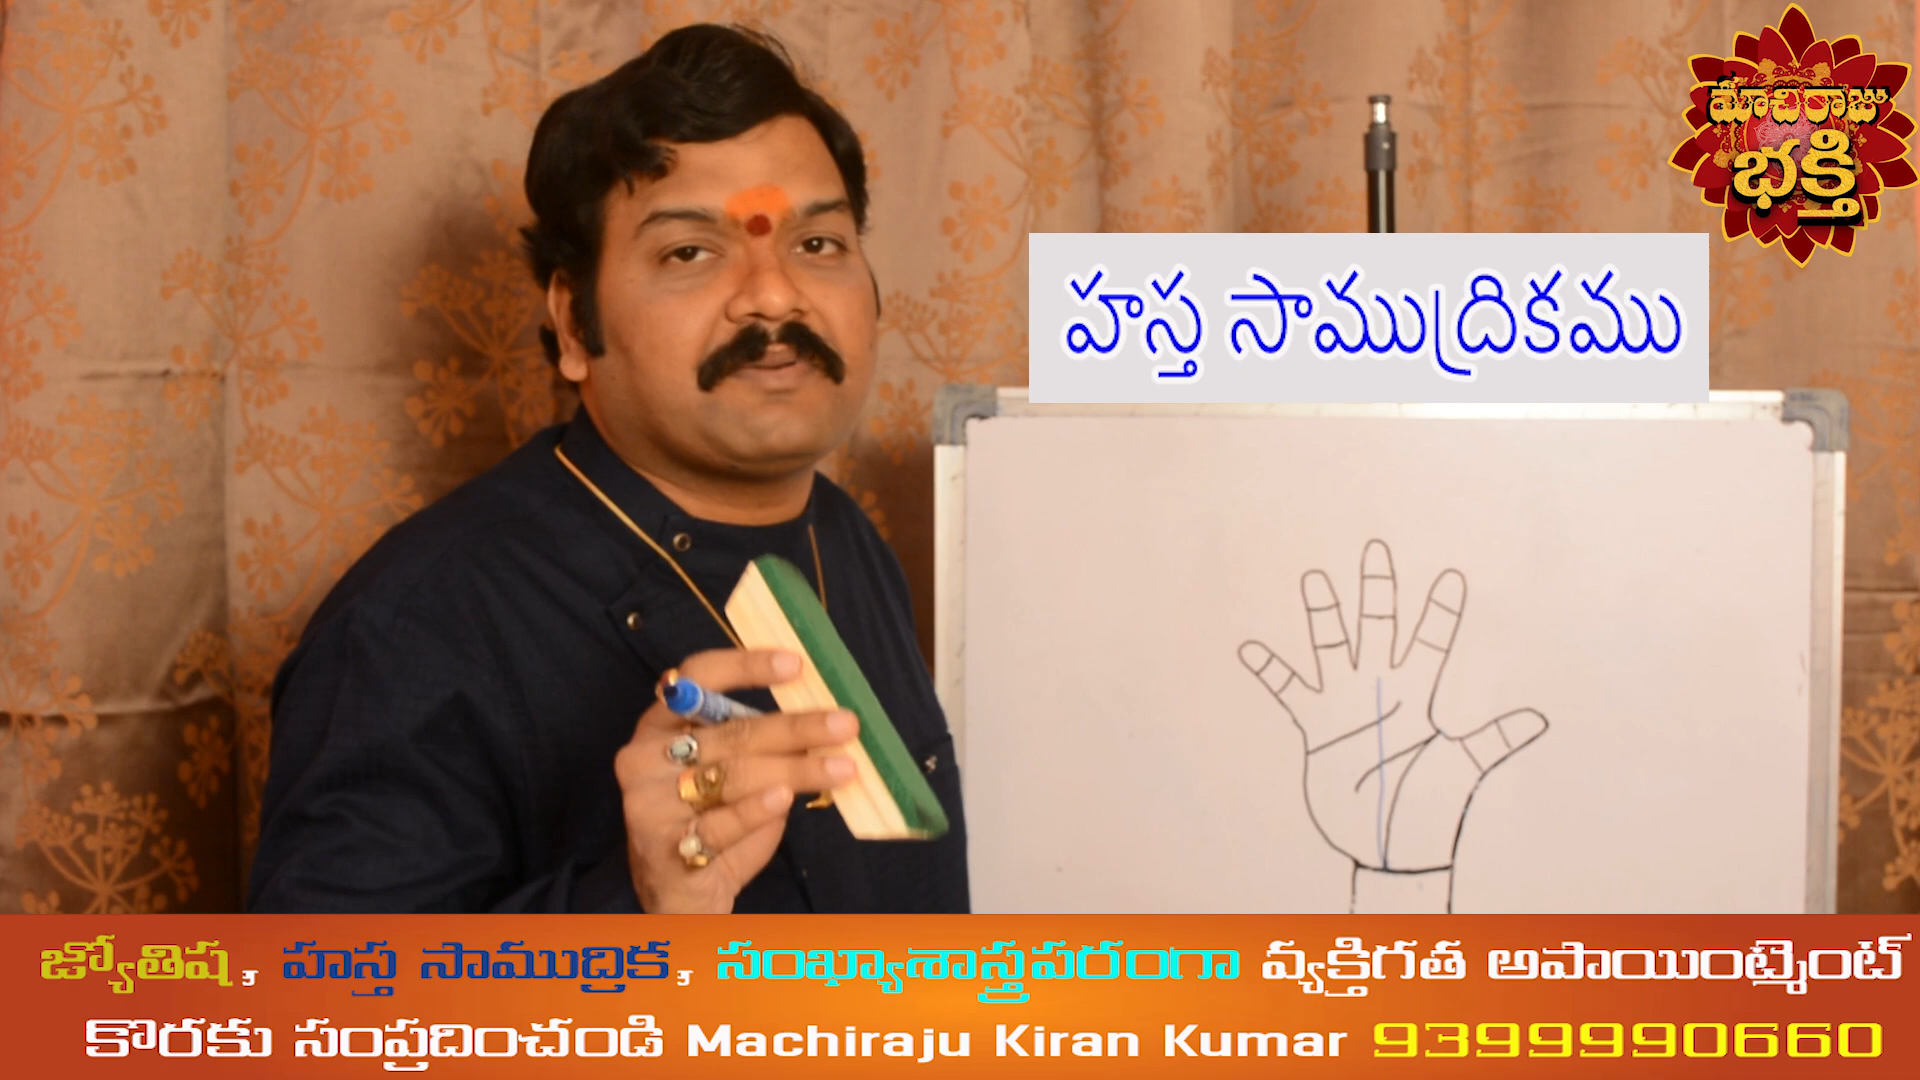 మాచిరాజు
భక్తి
హస్త సాముద్రికము
జ్యోతిష, హస్త సాముద్రిక, సంఖ్యాశాస్త్రపరంగా వ్యక్తిగత అపాయింట్మెంట్
కొరకు సంప్రదించండి Machiraju Kiran Kumar 9399990660